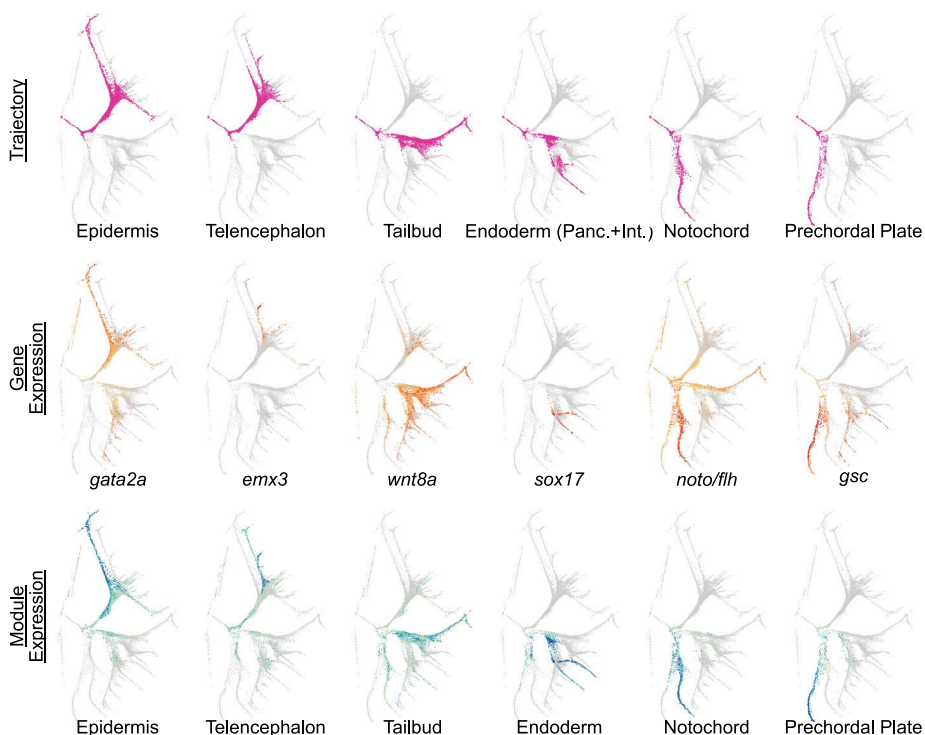 Trajectory
Epidermis Telencephalon Tailbud Endoderm (Panc.+Int.) Notochord Prechordal Plate
Gene
Expression
gata2a emx3 wnt8a sox17 noto/flh gsc
Module
Expression
Epidermis Telencephalon Tailbud Endoderm Notochord Prechordal Plate